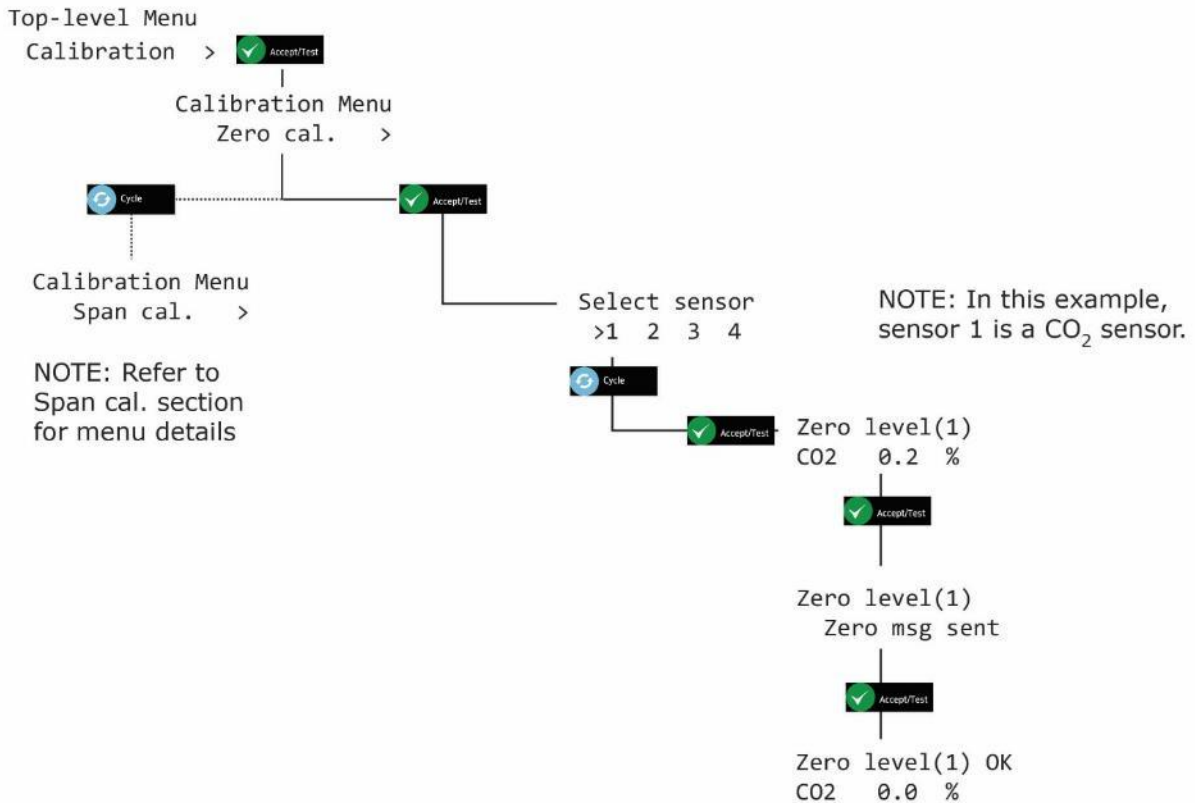 Top-level Menu
Calibration >
Accept/Test
Calibration Menu
Zero cal. >
Cycle
Accept/Test
Calibration Menu
Span cal. >
NOTE: Refer to
Span cal. section
for menu details
Select sensor
>1 2 3 4
NOTE: In this example,
sensor 1 is a CO₂ sensor.
Cycle
Accept/Test
Zero level(1)
CO2 0.2 %
Accept/Test
Zero level(1)
Zero msg sent
Accept/Test
Zero level(1) OK
CO2 0.0 %